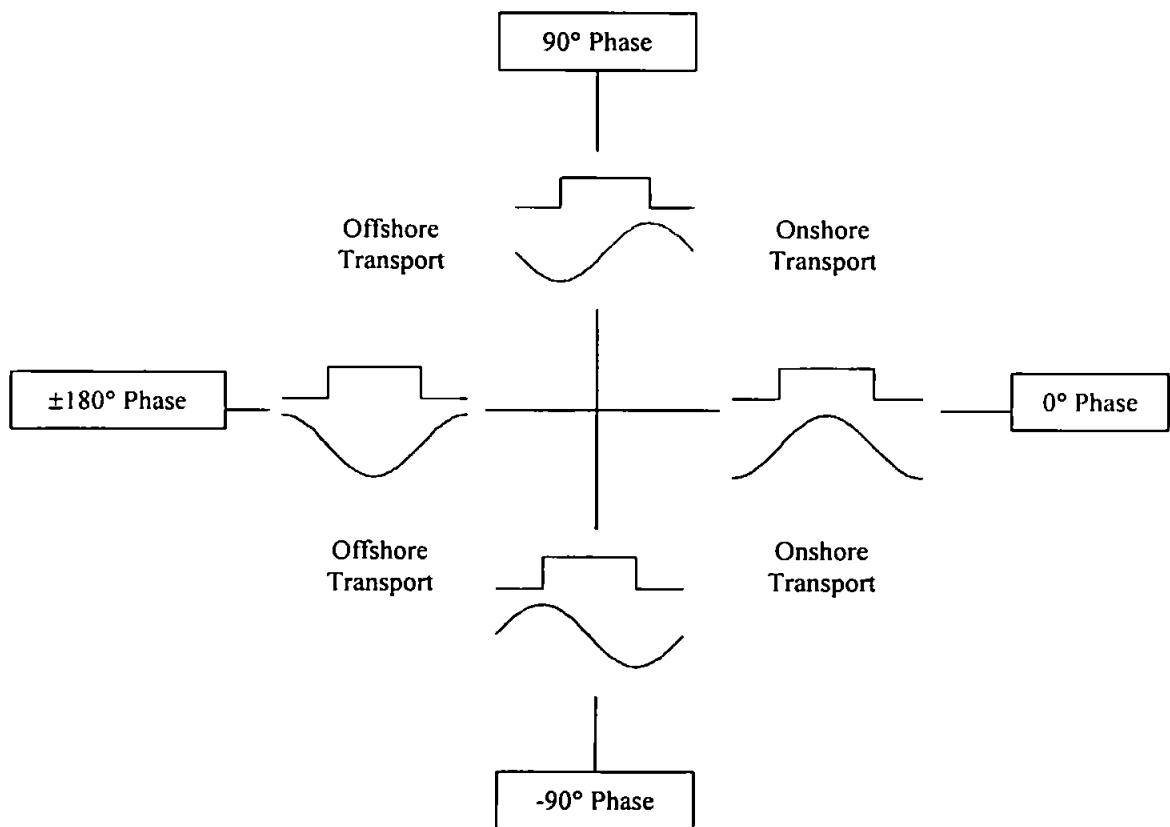 90° Phase
Offshore
Transport
Onshore
Transport
±180° Phase
0° Phase
Offshore
Transport
Onshore
Transport
-90° Phase